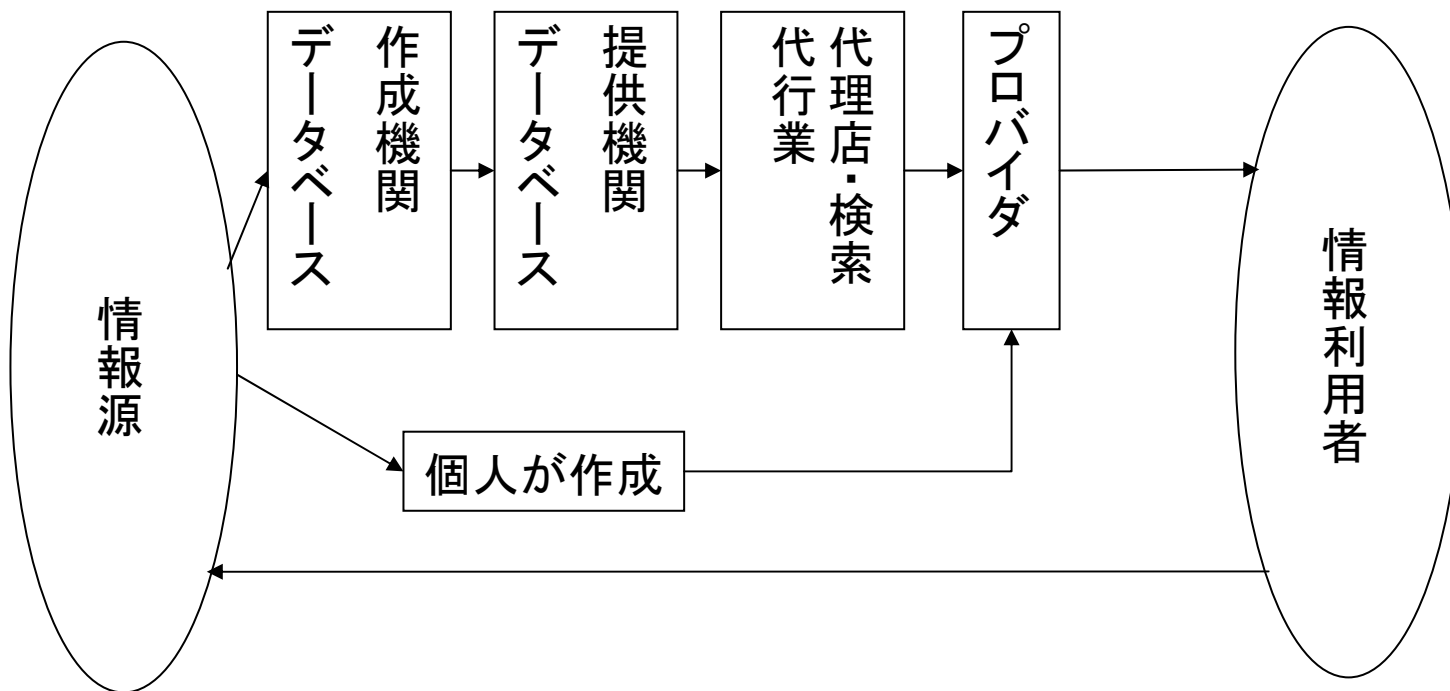 情報源
データベース
作成機関
データベース
提供機関
代理店・検索
代行業
プロバイダ
個人が作成
情報利用者